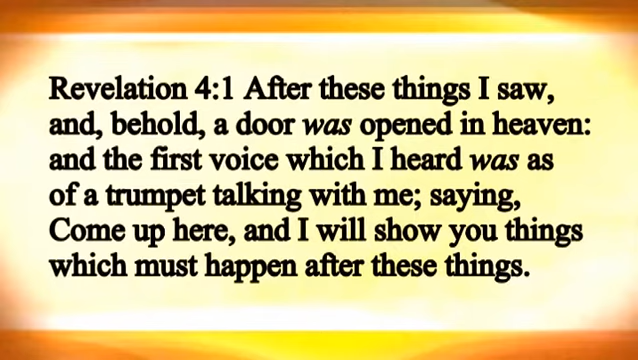 Revelation 4:1 After these things I saw,
and, behold, a door was opened in heaven:
and the first voice which I heard was as
of a trumpet talking with me; saying,
Come up here, and I will show you things
which must happen after these things.